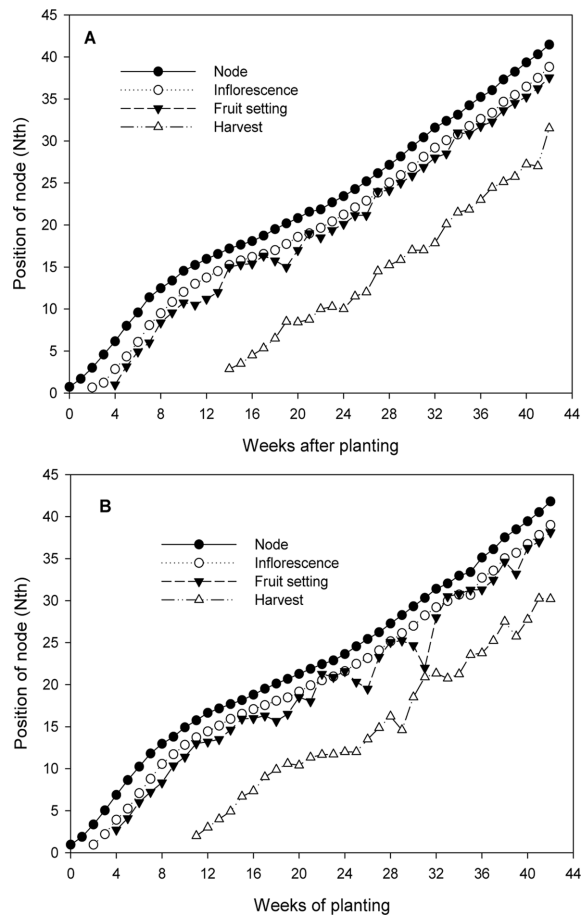 45
A
40
Node
Inflorescence
35
Fruit setting
Harvest
30
25
20
15
10
5
0
Position of node (Nth)
0 4 8 12 16 20 24 28 32 36 40 44
Weeks after planting
45
B
40
Node
Inflorescence
35
Fruit setting
Harvest
30
25
20
15
10
5
0
Position of node (Nth)
0 4 8 12 16 20 24 28 32 36 40 44
Weeks of planting